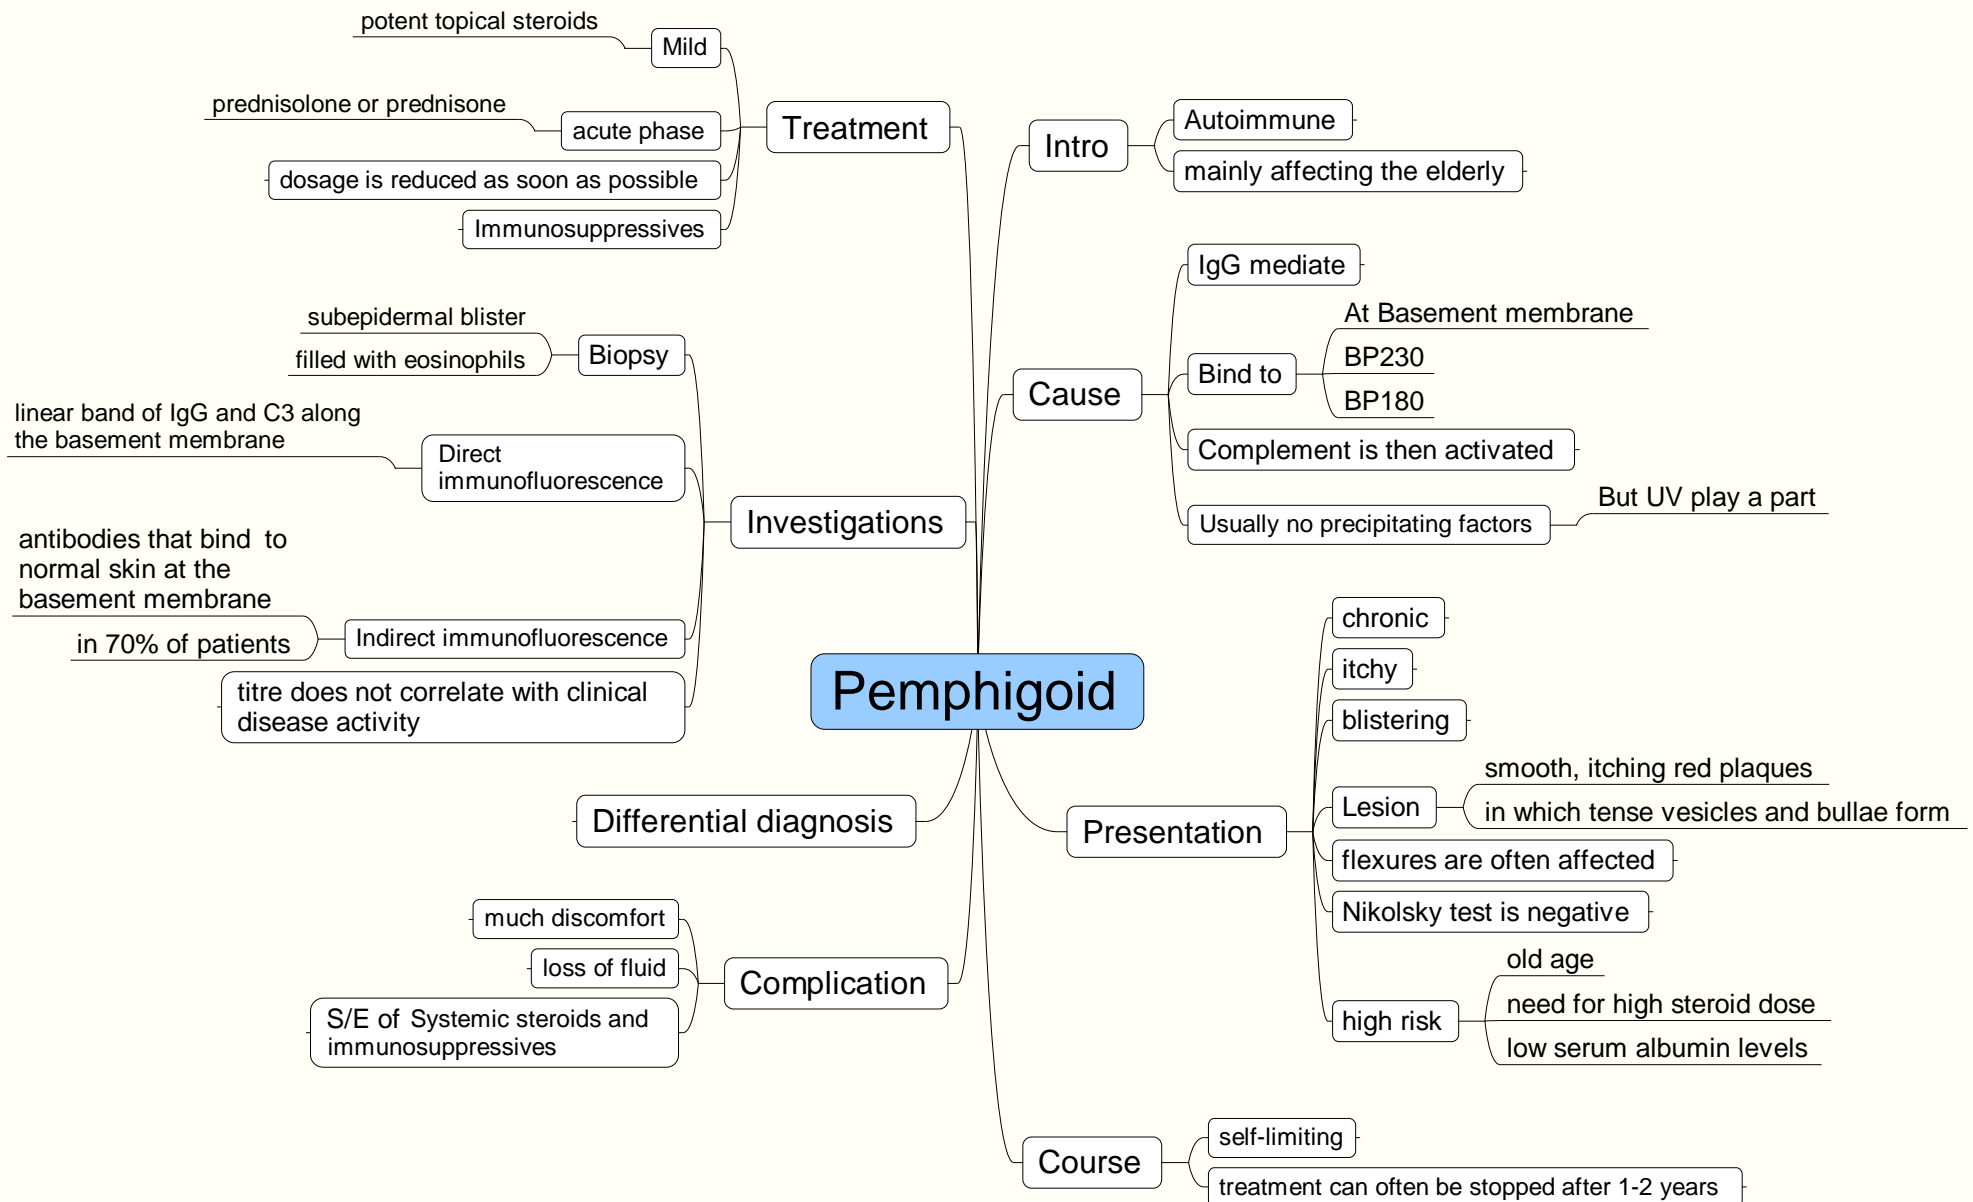 Pemphigoid
Intro
Autoimmune
mainly affecting the elderly
Cause
IgG mediate
Bind to
At Basement membrane
BP230
BP180
Complement is then activated
Usually no precipitating factors
But UV play a part
Presentation
chronic
itchy
blistering
Lesion
smooth, itching red plaques
in which tense vesicles and bullae form
flexures are often affected
Nikolsky test is negative
high risk
old age
need for high steroid dose
low serum albumin levels
Course
self-limiting
treatment can often be stopped after 1-2 years
Treatment
Mild
potent topical steroids
acute phase
prednisolone or prednisone
dosage is reduced as soon as possible
Immunosuppressives
Investigations
Biopsy
subepidermal blister
filled with eosinophils
Direct
immunofluorescence
linear band of IgG and C3 along
the basement membrane
Indirect immunofluorescence
antibodies that bind to
normal skin at the
basement membrane
in 70% of patients
titre does not correlate with clinical
disease activity
Differential diagnosis
Complication
much discomfort
loss of fluid
S/E of Systemic steroids and
immunosuppressives